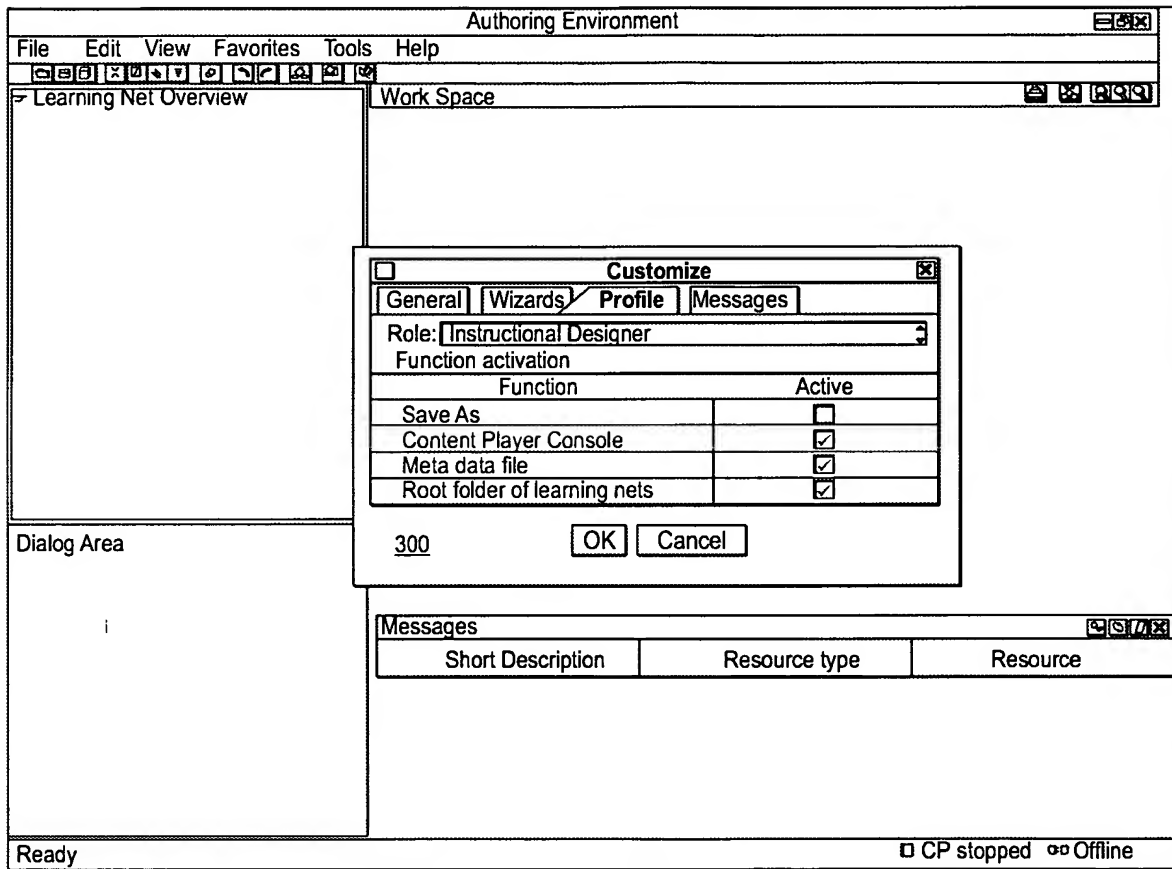 Authoring Environment
File Edit View Favorites Tools Help
Learning Net Overview
Work Space
Customize
General Wizards Profile Messages
Role: Instructional Designer
Function activation
Function Active
Save As
Content Player Console
Meta data file
Root folder of learning nets
300 OK Cancel
Dialog Area
i
Messages
Short Description Resource type Resource
Ready CP stopped Offline